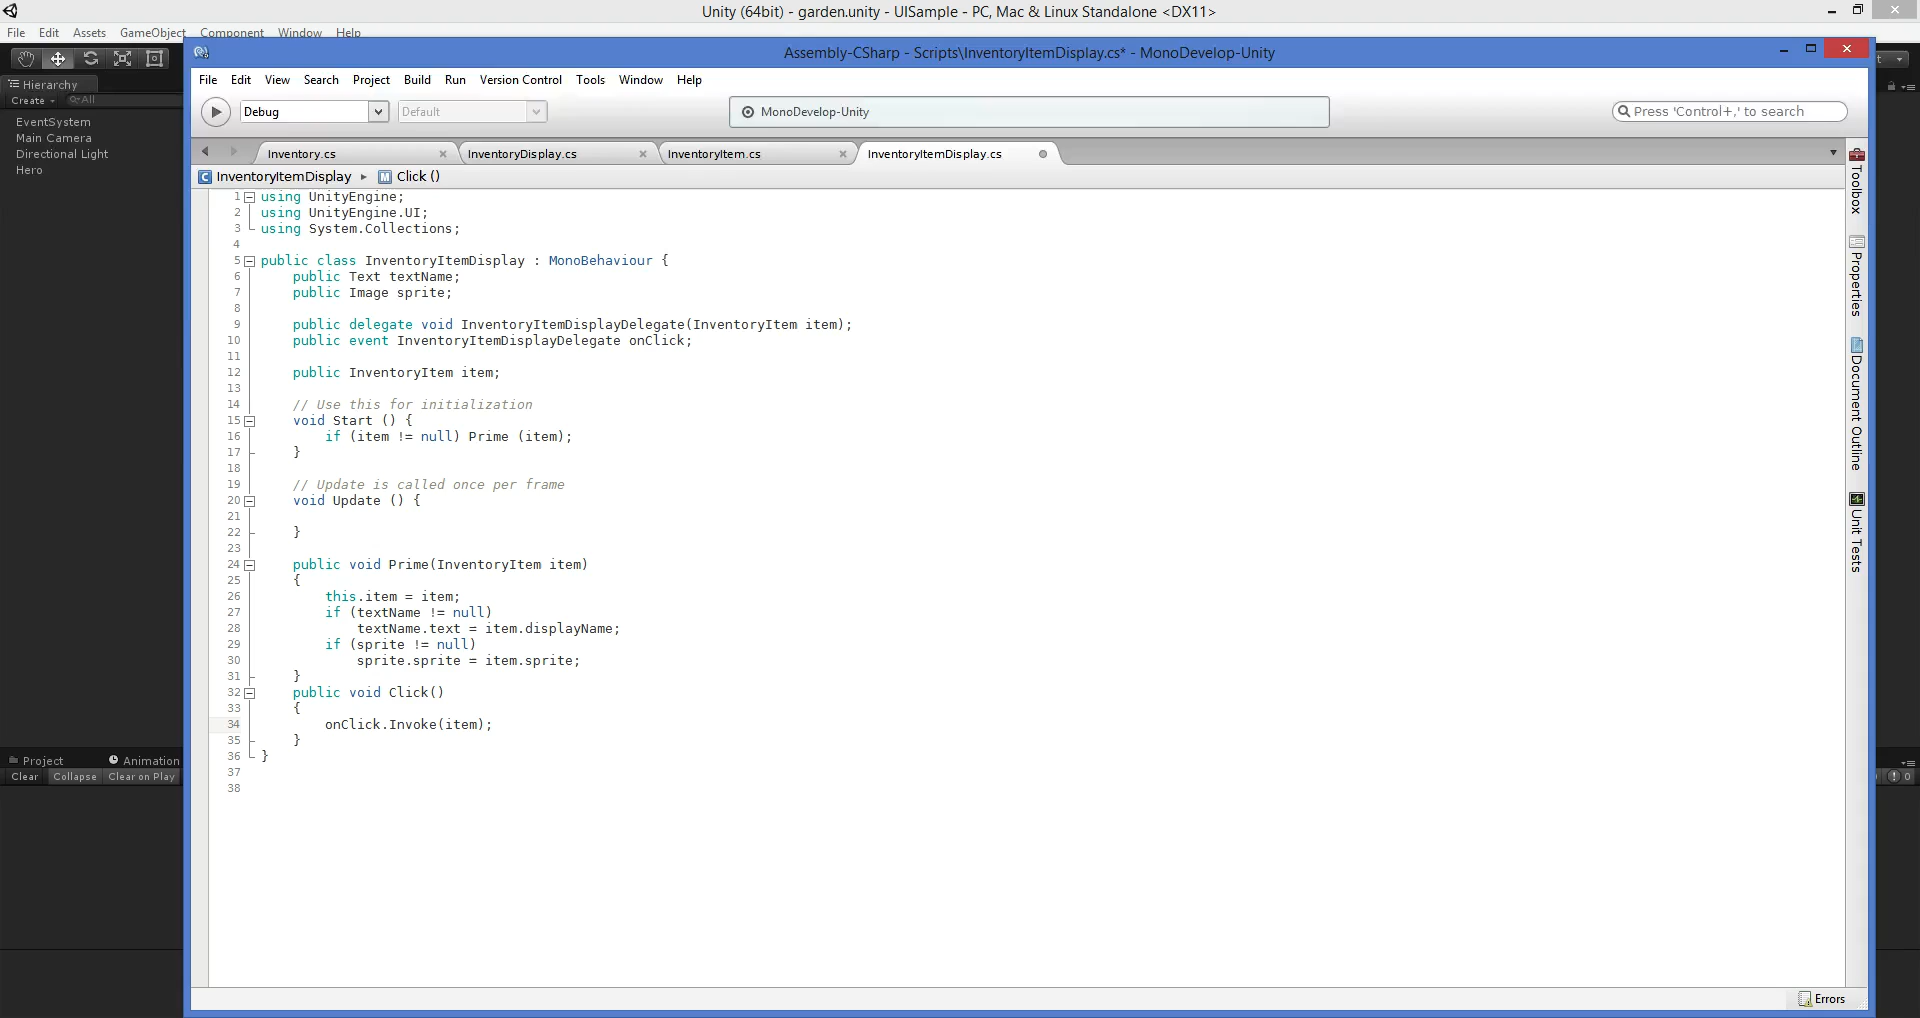 Unity (64bit) - garden.unity - UISample - PC, Mac & Linux Standalone <DX11>
File Edit Assets GameObject Component Window Help
Assembly-CSharp - Scripts\InventoryItemDisplay.cs* - MonoDevelop-Unity
File Edit View Search Project Build Run Version Control Tools Window Help
Debug Default MonoDevelop-Unity Press 'Control+,' to search
Hierarchy
Create All
EventSystem
Main Camera
Directional Light
Hero
Inventory.cs InventoryDisplay.cs InventoryItem.cs InventoryItemDisplay.cs
InventoryItemDisplay Click ()
1 using UnityEngine;
2 using UnityEngine.UI;
3 using System.Collections;
4
5 public class InventoryItemDisplay : MonoBehaviour {
6 public Text textName;
7 public Image sprite;
8
9 public delegate void InventoryItemDisplayDelegate(InventoryItem item);
10 public event InventoryItemDisplayDelegate onClick;
11
12 public InventoryItem item;
13
14 // Use this for initialization
15 void Start () {
16 if (item != null) Prime (item);
17 }
18
19 // Update is called once per frame
20 void Update () {
21
22 }
23
24 public void Prime(InventoryItem item)
25 {
26 this.item = item;
27 if (textName != null)
28 textName.text = item.displayName;
29 if (sprite != null)
30 sprite.sprite = item.sprite;
31 }
32 public void Click()
33 {
34 onClick.Invoke(item);
35 }
36 }
37
38
Toolbox
Properties
Document Outline
Unit Tests
Project Animation
Clear Collapse Clear on Play
0
Errors